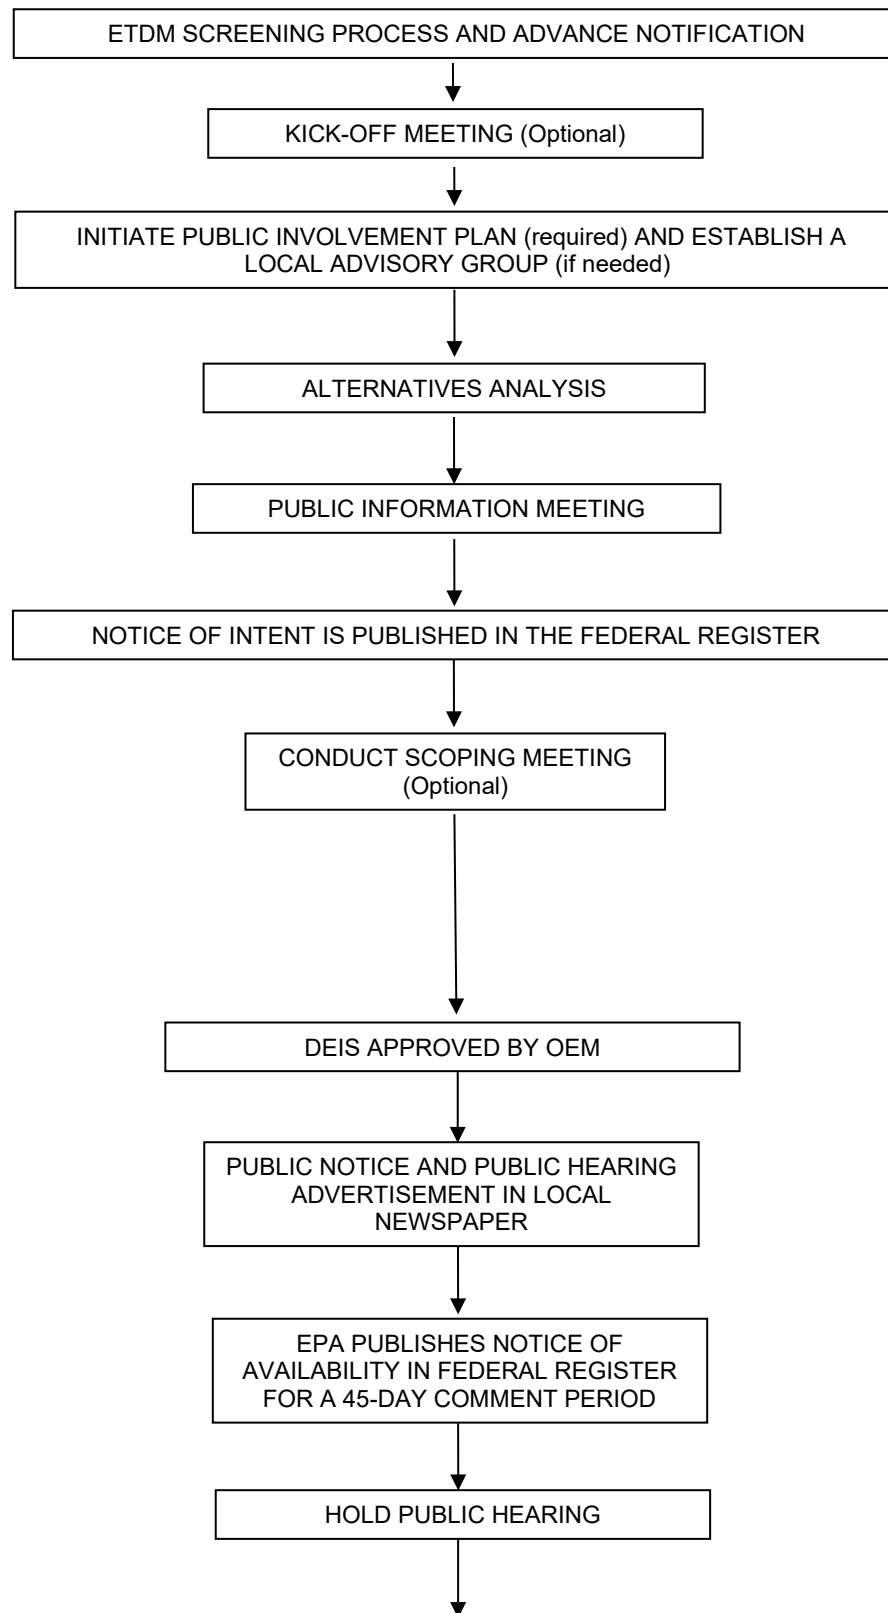 ETDM SCREENING PROCESS AND ADVANCE NOTIFICATION
KICK-OFF MEETING (Optional)
INITIATE PUBLIC INVOLVEMENT PLAN (required) AND ESTABLISH A
LOCAL ADVISORY GROUP (if needed)
ALTERNATIVES ANALYSIS
PUBLIC INFORMATION MEETING
NOTICE OF INTENT IS PUBLISHED IN THE FEDERAL REGISTER
CONDUCT SCOPING MEETING
(Optional)
DEIS APPROVED BY OEM
PUBLIC NOTICE AND PUBLIC HEARING
ADVERTISEMENT IN LOCAL
NEWSPAPER
EPA PUBLISHES NOTICE OF
AVAILABILITY IN FEDERAL REGISTER
FOR A 45-DAY COMMENT PERIOD
HOLD PUBLIC HEARING